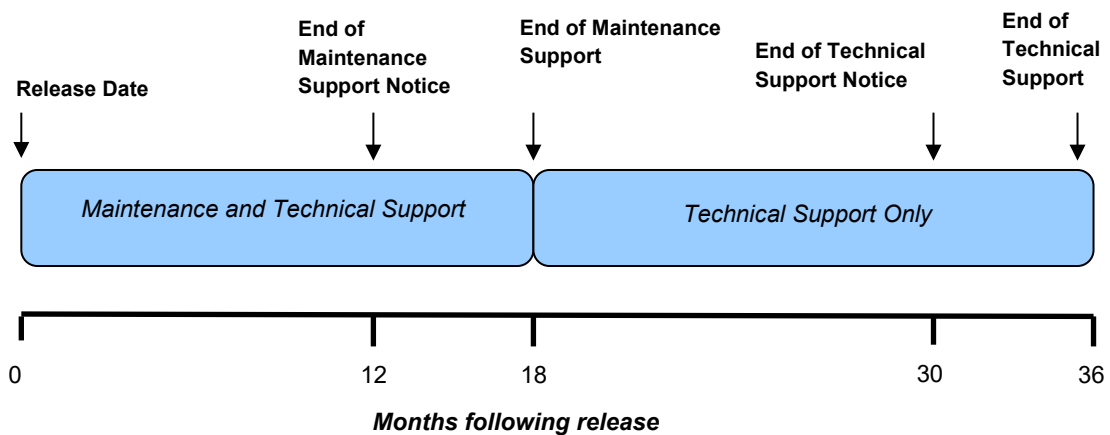 Release Date
End of
Maintenance
Support Notice
End of Maintenance
Support
End of Technical
Support Notice
End of
Technical
Support
Maintenance and Technical Support
Technical Support Only
0
12
18
30
36
Months following release